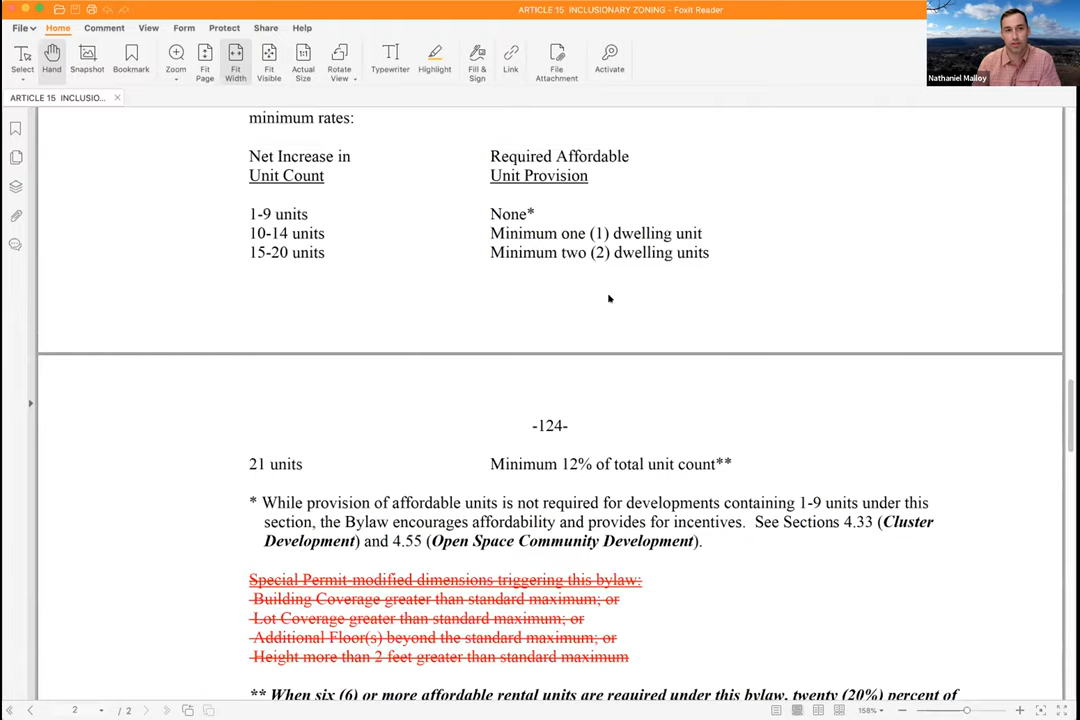 ARTICLE 15 INCLUSIONARY ZONING - Foxit Reader
File Home Comment View Form Protect Share Help
Select Hand Snapshot Bookmark Zoom Fit Page Fit Width Fit Visible Actual Size Rotate View Typewriter Highlight Fill & Sign Link File Attachment Activate
Nathaniel Malloy
ARTICLE 15 INCLUSIO...
minimum rates:
Net Increase in Required Affordable
Unit Count Unit Provision
1-9 units None*
10-14 units Minimum one (1) dwelling unit
15-20 units Minimum two (2) dwelling units
-124-
21 units Minimum 12% of total unit count**
* While provision of affordable units is not required for developments containing 1-9 units under this
section, the Bylaw encourages affordability and provides for incentives. See Sections 4.33 (Cluster
Development) and 4.55 (Open Space Community Development).
Special Permit modified dimensions triggering this bylaw:
Building Coverage greater than standard maximum; or
Lot Coverage greater than standard maximum; or
Additional Floor(s) beyond the standard maximum; or
Height more than 2 feet greater than standard maximum
** When six (6) or more affordable rental units are required under this bylaw, twenty (20%) percent of
2 / 2 158%